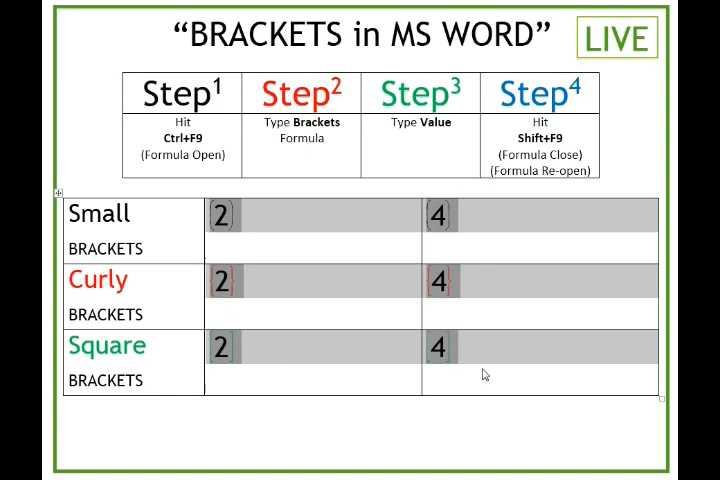 “BRACKETS in MS WORD”
LIVE
Step1 Step2 Step3 Step4
Hit Type Brackets Type Value Hit
Ctrl+F9 Formula Shift+F9
(Formula Open) (Formula Close)
(Formula Re-open)
Small (2) (4)
BRACKETS
Curly {2} {4}
BRACKETS
Square [2] [4]
BRACKETS